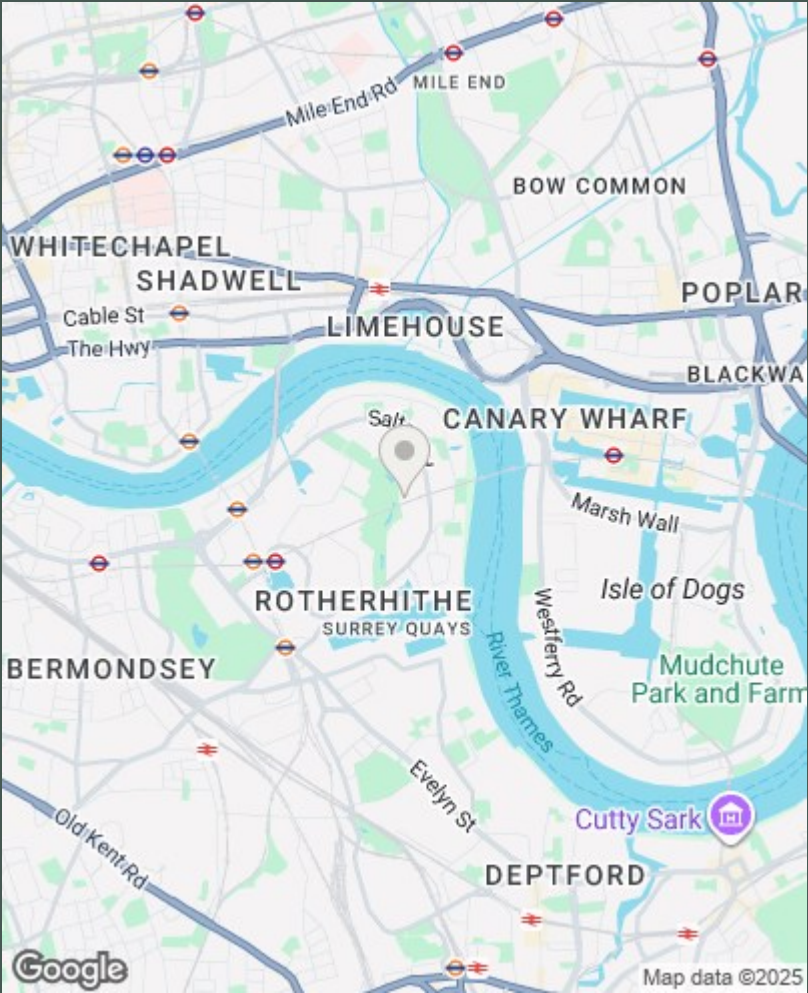 Mile End Rd
MILE END
BOW COMMON
WHITECHAPEL
SHADWELL
POPLAR
Cable St
LIMEHOUSE
The Hwy
BLACKWA
Salt
CANARY WHARF
Marsh Wall
Isle of Dogs
ROTHERHITHE
SURREY QUAYS
Westferry Rd
River Thames
BERMONDSEY
Mudchute
Park and Farm
Evelyn St
Cutty Sark
Old Kent Rd
DEPTFORD
Google
Map data ©2025